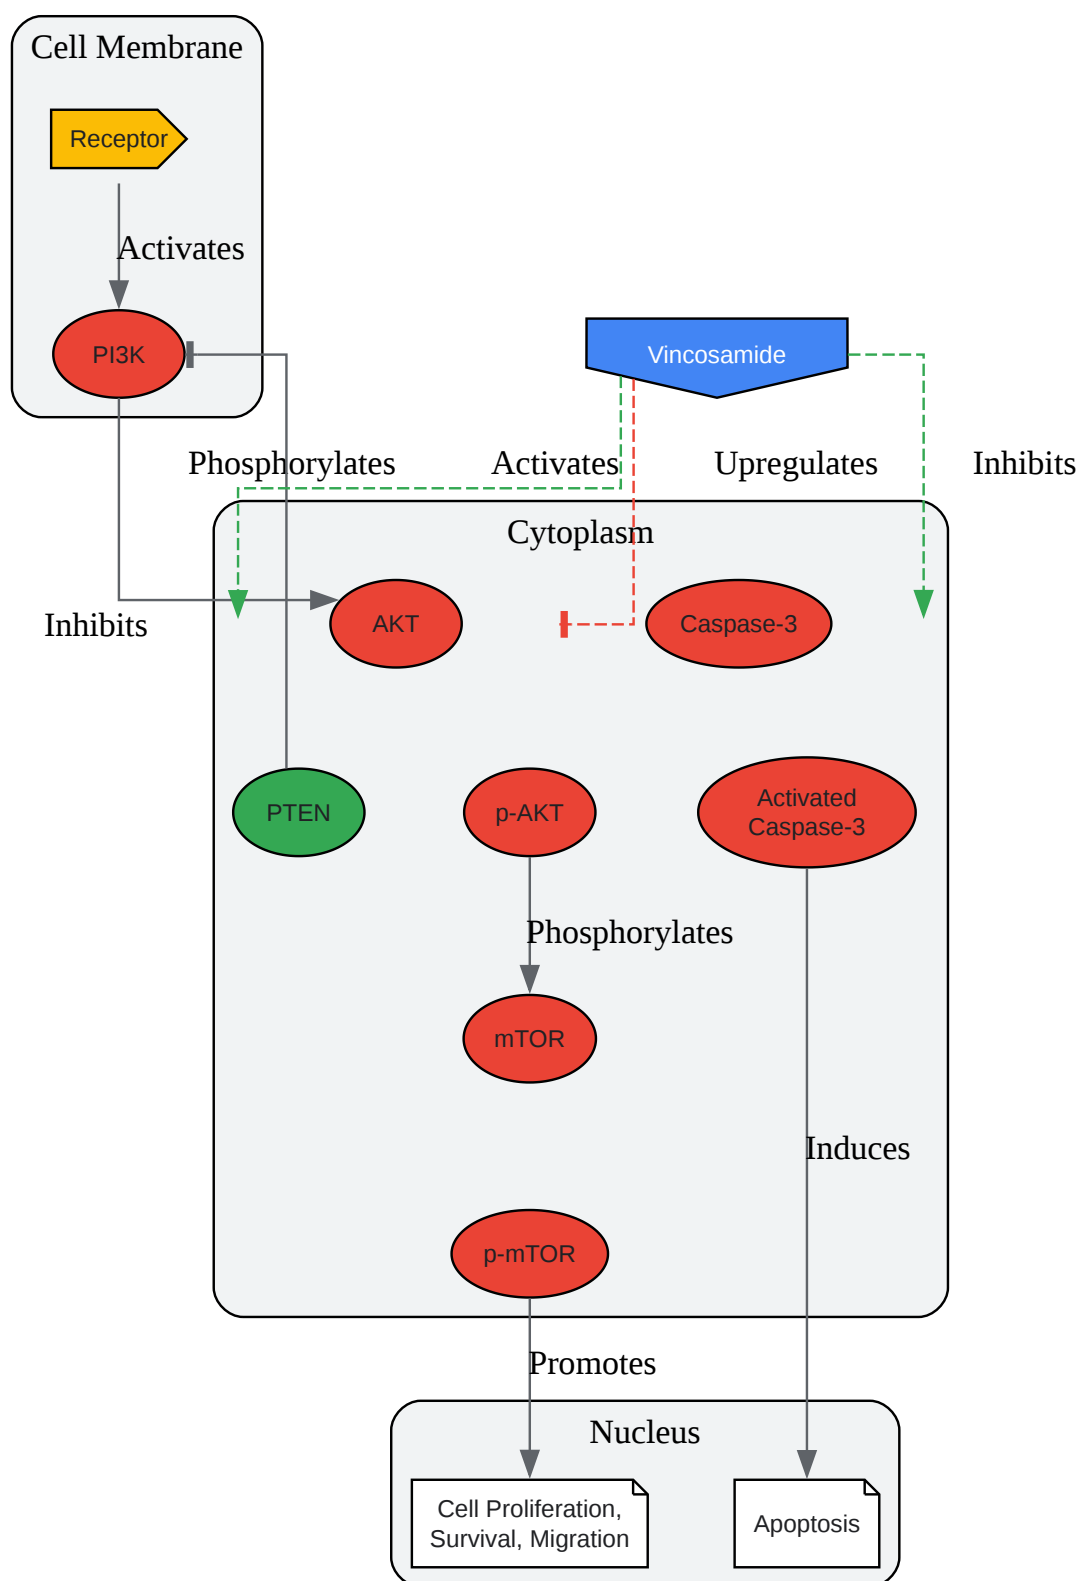 Cell Membrane
Receptor
Activates
PI3K
Vincosamide
Phosphorylates
Activates
Upregulates
Inhibits
Cytoplasm
Inhibits
AKT
Caspase-3
PTEN
p-AKT
Activated
Caspase-3
Phosphorylates
mTOR
Induces
p-mTOR
Promotes
Nucleus
Cell Proliferation,
Survival, Migration
Apoptosis